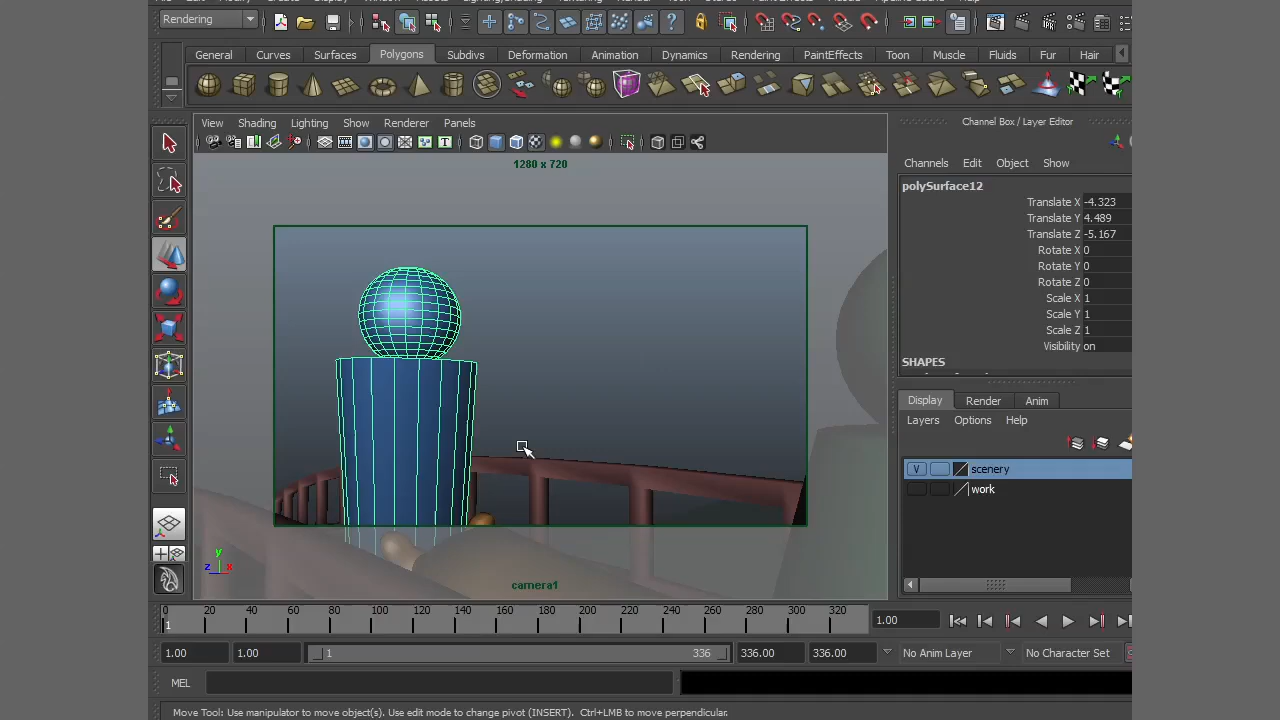 Rendering
General Curves Surfaces Polygons Subdivs Deformation Animation Dynamics Rendering PaintEffects Toon Muscle Fluids Fur Hair
View Shading Lighting Show Renderer Panels
Channel Box / Layer Editor
1280 x 720
Channels Edit Object Show
polySurface12
Translate X -4.323
Translate Y 4.489
Translate Z -5.167
Rotate X 0
Rotate Y 0
Rotate Z 0
Scale X 1
Scale Y 1
Scale Z 1
Visibility on
SHAPES
Display Render Anim
Layers Options Help
V scenery
work
y
z x
camera1
0 20 40 60 80 100 120 140 160 180 200 220 240 260 280 300 320
1
1.00
1.00 1.00 1 336 336.00 336.00 No Anim Layer No Character Set
MEL
Move Tool: Use manipulator to move object(s). Use edit mode to change pivot (INSERT). Ctrl+LMB to move perpendicular.